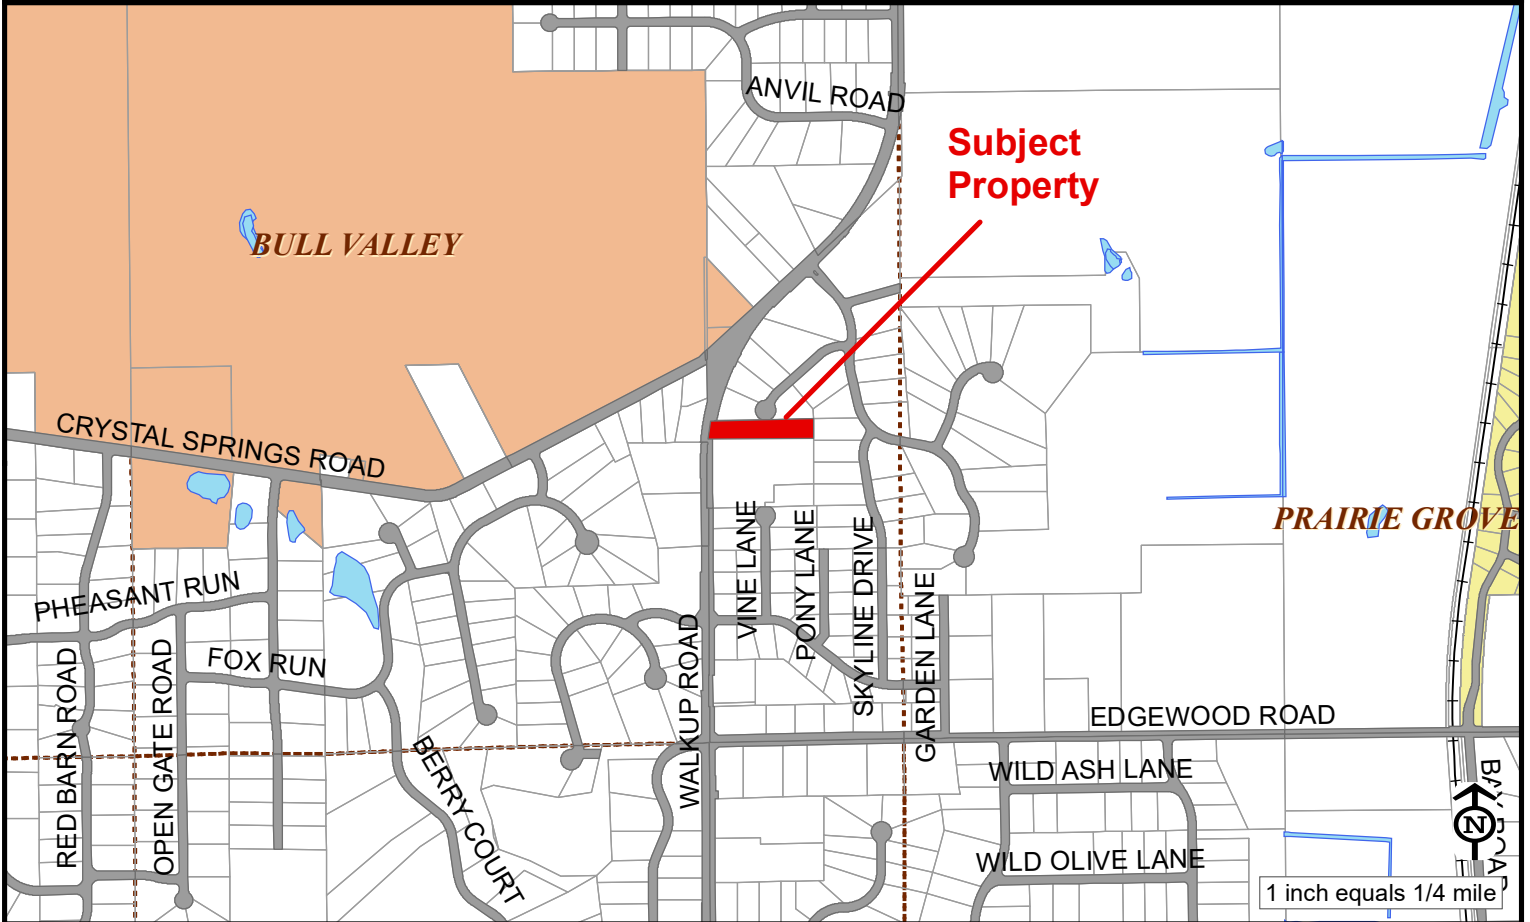 ANVIL ROAD
Subject
Property
BULL VALLEY
CRYSTAL SPRINGS ROAD
PRAIRIE GROVE
VINE LANE
PONY LANE
SKYLINE DRIVE
GARDEN LANE
PHEASANT RUN
FOX RUN
RED BARN ROAD
OPEN GATE ROAD
WALKUP ROAD
BERRY COURT
EDGEWOOD ROAD
WILD ASH LANE
WILD OLIVE LANE
BAY ROAD
N
1 inch equals 1/4 mile